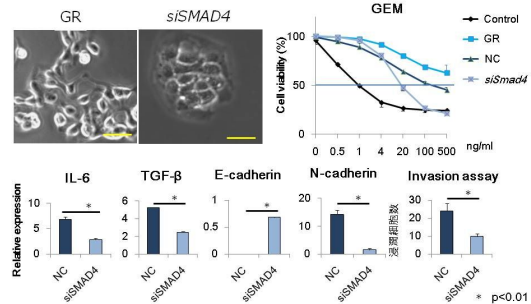 GR
siSMAD4
GEM
Control
GR
NC
siSmad4
Cell viability (%)
100
50
0
0 0.5 1 4 20 100 500
ng/ml
IL-6
TGF-β
E-cadherin
N-cadherin
Invasion assay
Relative expression
10
5
0
*
NC
siSMAD4
6
4
2
0
*
NC
siSMAD4
1
0.5
0
*
NC
siSMAD4
20
10
0
*
NC
siSMAD4
浸潤細胞数
30
20
10
0
*
NC
siSMAD4
* p<0.01